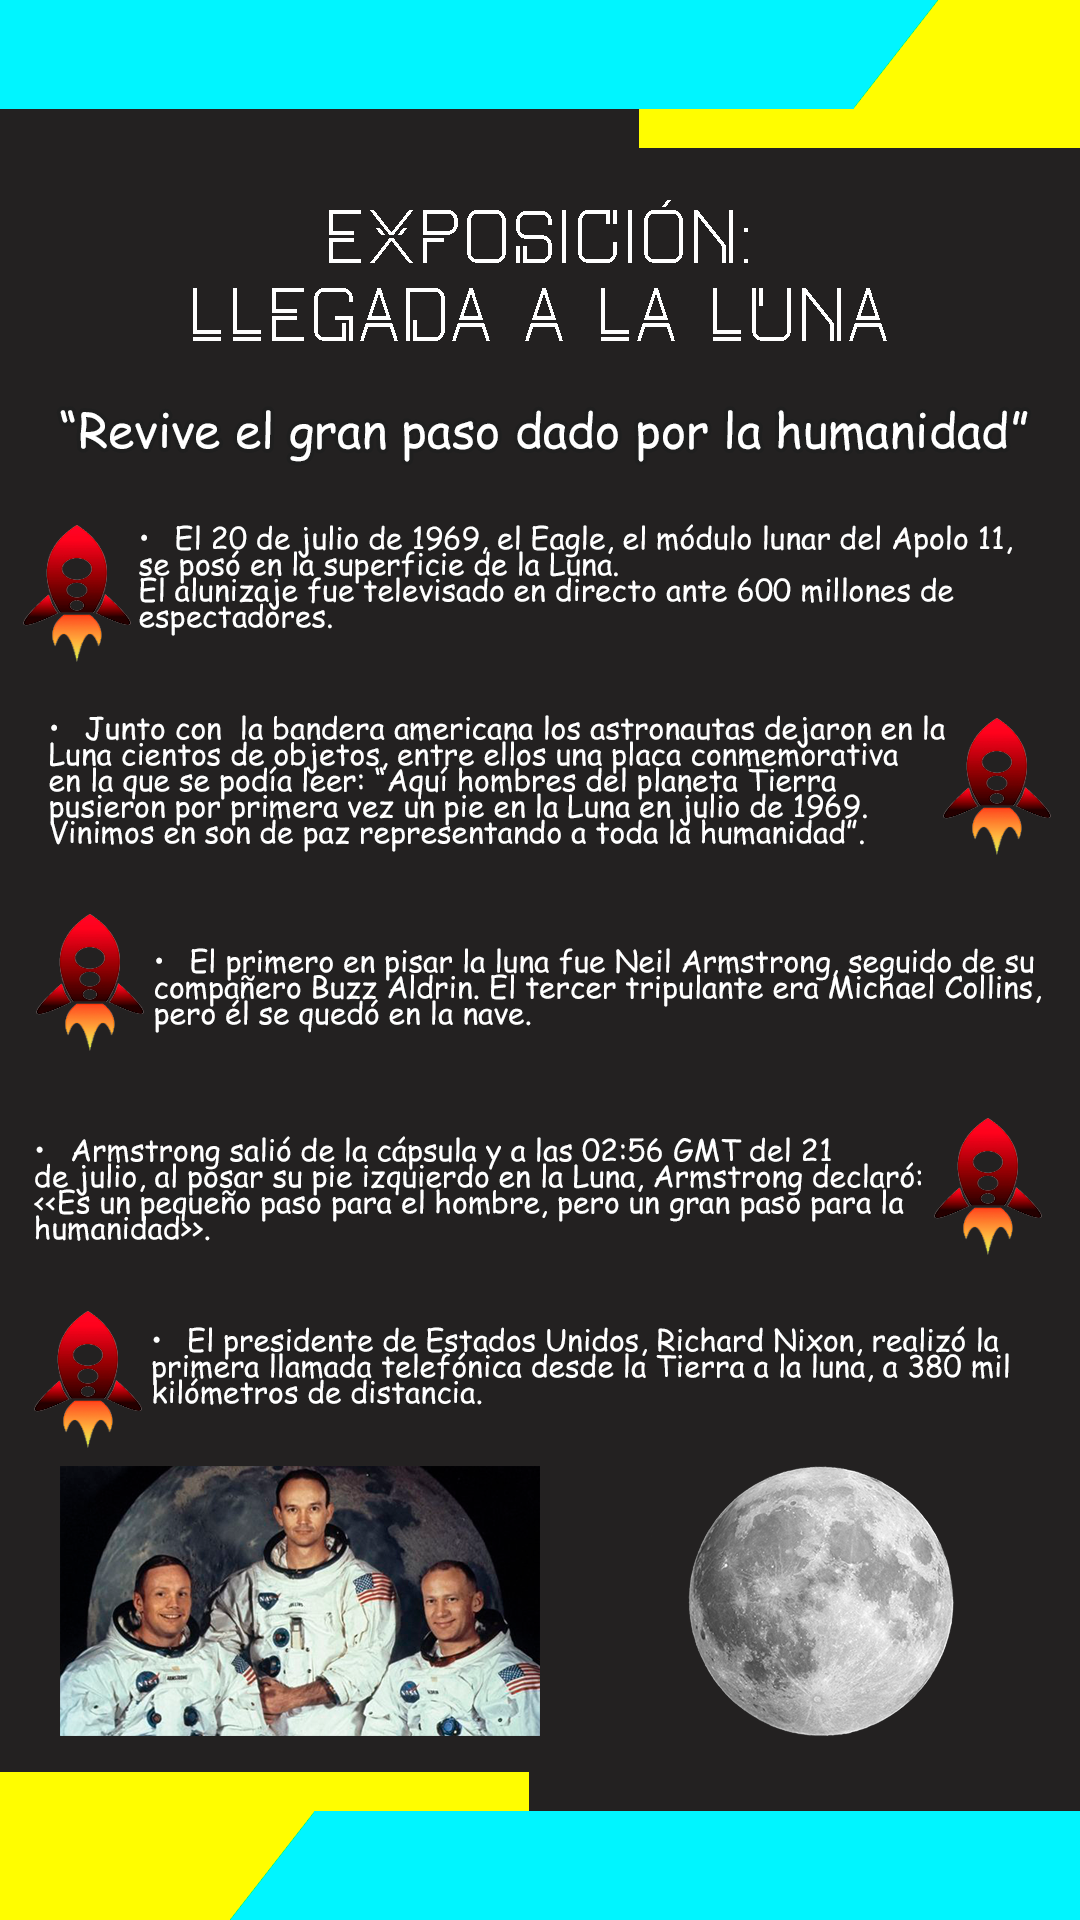 EXPOSICIÓN:
LLEGADA A LA LUNA
“Revive el gran paso dado por la humanidad”
• El 20 de julio de 1969, el Eagle, el módulo lunar del Apolo 11,
se posó en la superficie de la Luna.
El alunizaje fue televisado en directo ante 600 millones de
espectadores.
• Junto con la bandera americana los astronautas dejaron en la
Luna cientos de objetos, entre ellos una placa conmemorativa
en la que se podía leer: “Aquí hombres del planeta Tierra
pusieron por primera vez un pie en la Luna en julio de 1969.
Vinimos en son de paz representando a toda la humanidad”.
• El primero en pisar la luna fue Neil Armstrong, seguido de su
compañero Buzz Aldrin. El tercer tripulante era Michael Collins,
pero él se quedó en la nave.
• Armstrong salió de la cápsula y a las 02:56 GMT del 21
de julio, al posar su pie izquierdo en la Luna, Armstrong declaró:
<<Es un pequeño paso para el hombre, pero un gran paso para la
humanidad>>.
• El presidente de Estados Unidos, Richard Nixon, realizó la
primera llamada telefónica desde la Tierra a la luna, a 380 mil
kilómetros de distancia.
NASA
NASA
NASA